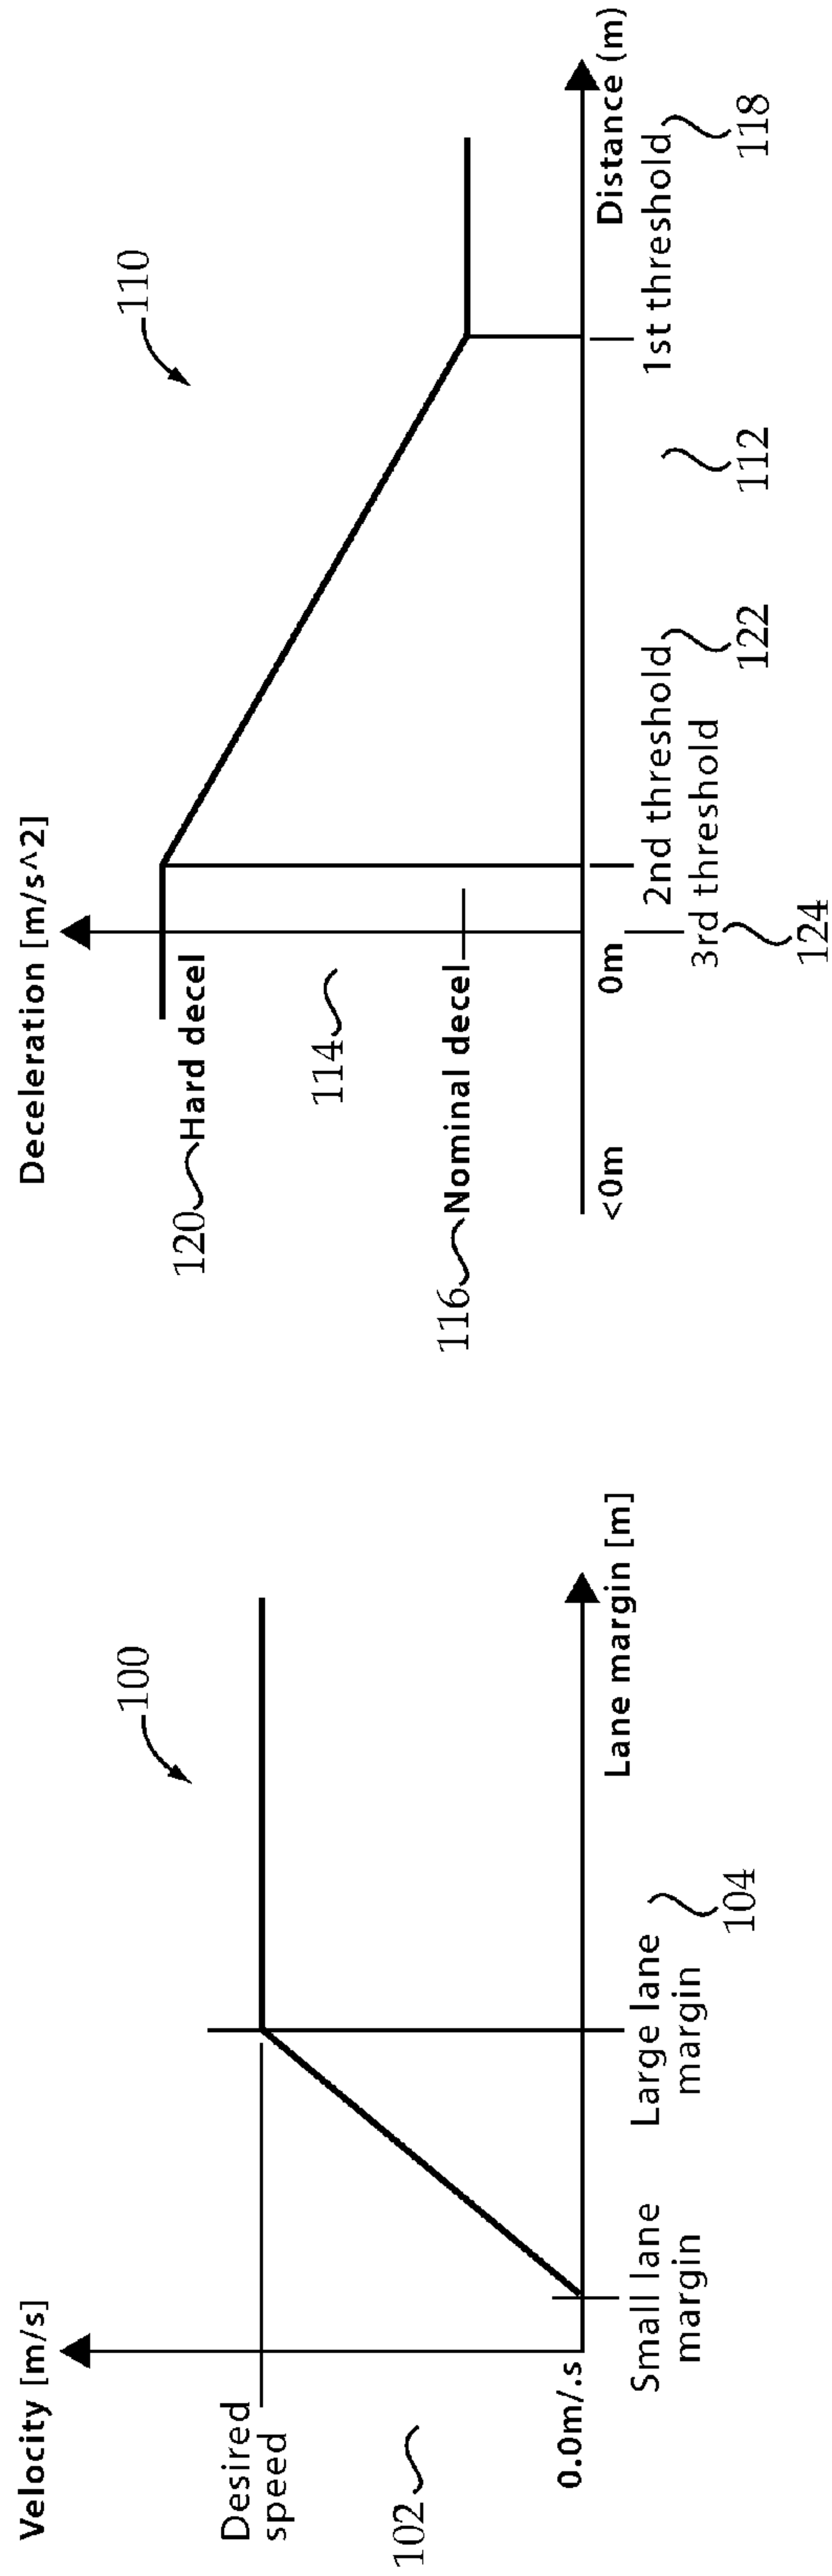 Velocity [m/s]
100
Desired
speed
102
0.0m/.s
Small lane
margin
Large lane
margin
104
Lane margin [m]
Deceleration [m/s^2]
110
120
Hard decel
114
116
Nominal decel
<0m
0m
Distance (m)
2nd threshold
122
3rd threshold
124
112
1st threshold
118